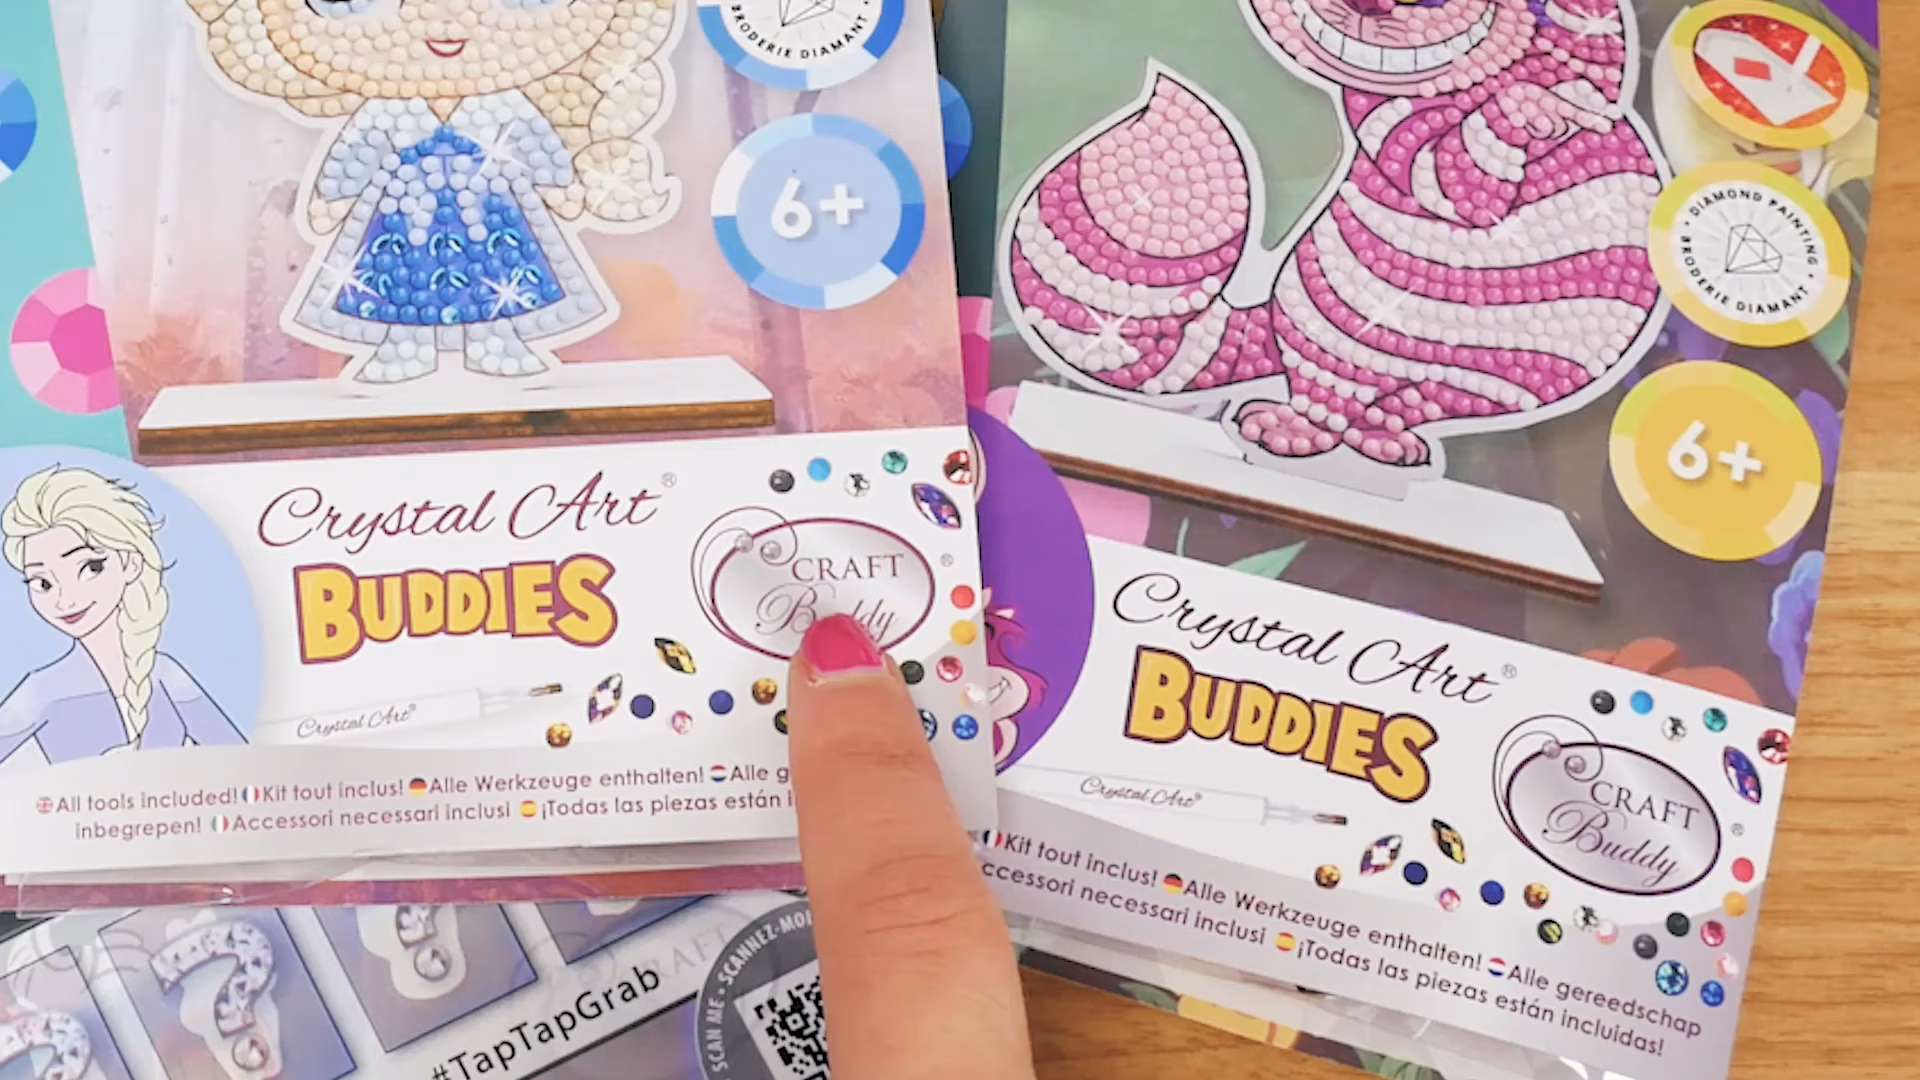 BRODERIE DIAMANT
6+
Crystal Art®
BUDDIES
CRAFT
Buddy
®
Crystal Art®
All tools included! Kit tout inclus! Alle Werkzeuge enthalten! Alle
inbegrepen! Accessori necessari inclusi ¡Todas las piezas están
#TapTapGrab
SCAN ME • SCANNEZ-MOI
DIAMOND PAINTING
BRODERIE DIAMANT
6+
Crystal Art®
BUDDIES
CRAFT
Buddy
®
Crystal Art®
Kit tout inclus! Alle Werkzeuge enthalten! Alle gereedschap
necessari inclusi ¡Todas las piezas están incluidas!